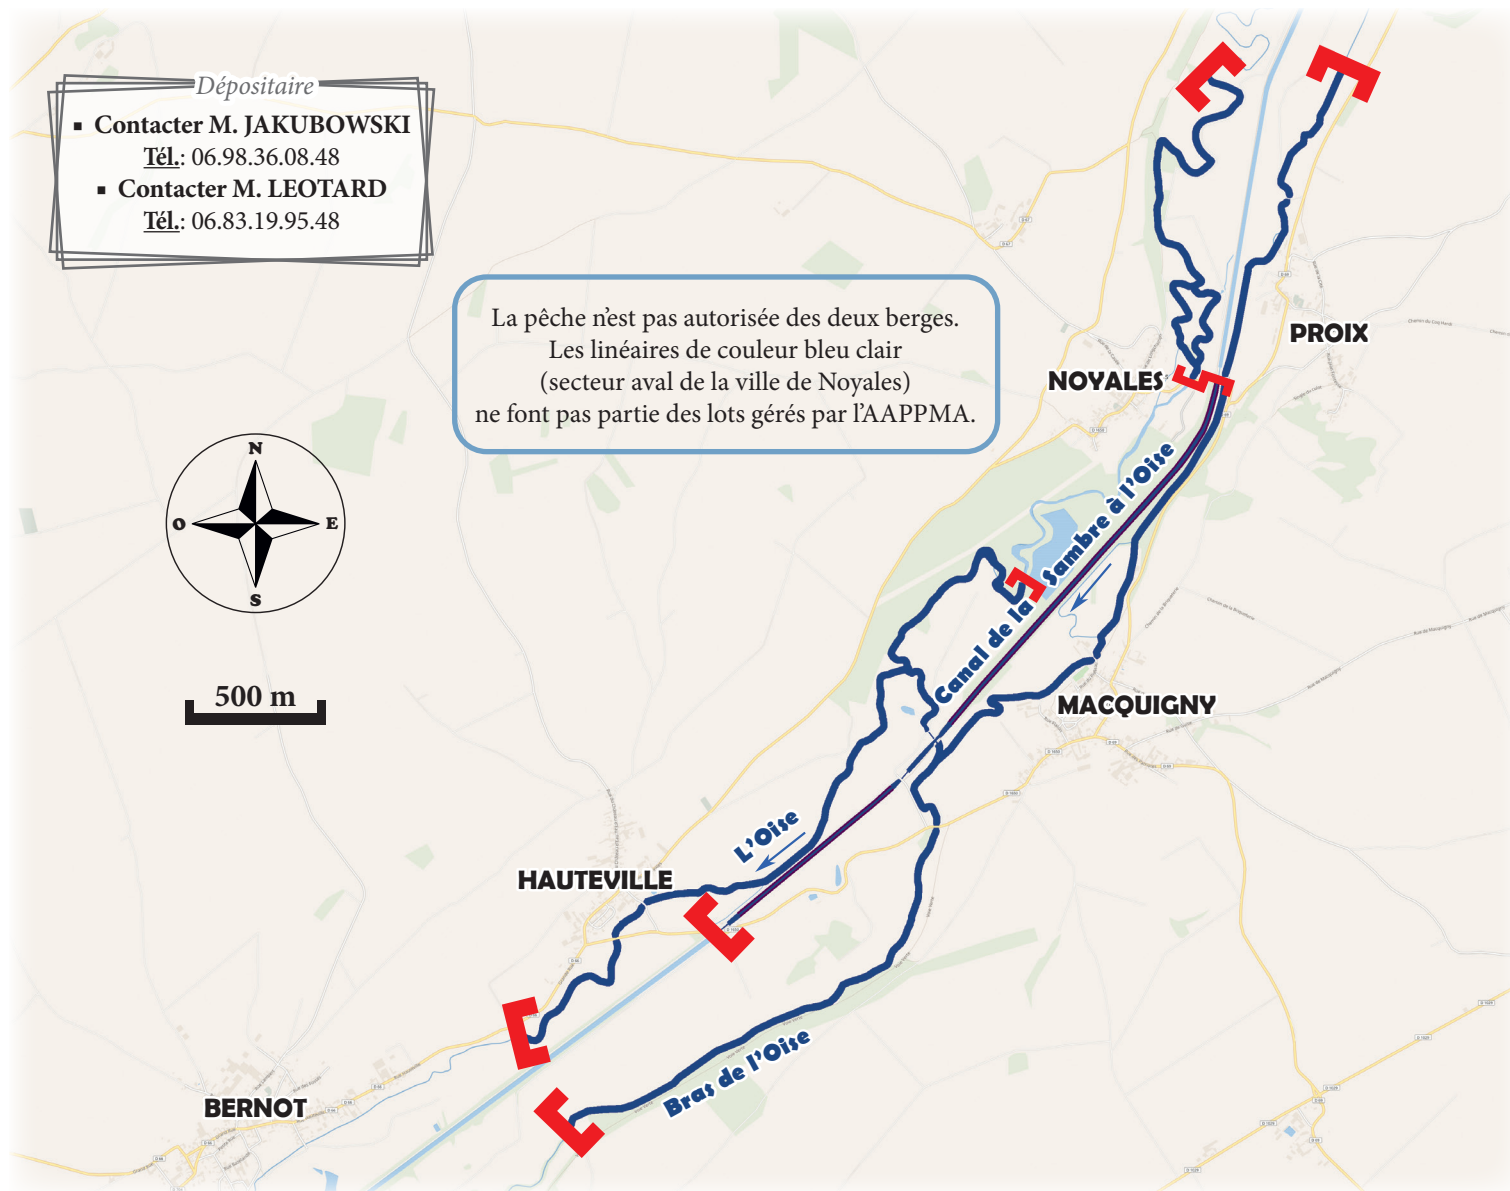 Dépositaire
▪ Contacter M. JAKUBOWSKI
Tél.: 06.98.36.08.48
▪ Contacter M. LEOTARD
Tél.: 06.83.19.95.48
La pêche n'est pas autorisée des deux berges.
Les linéaires de couleur bleu clair
(secteur aval de la ville de Noyales)
ne font pas partie des lots gérés par l'AAPPMA.
PROIX
NOYALES
N
O
E
S
Canal de la Sambre à l'Oise
500 m
MACQUIGNY
L'Oise
HAUTEVILLE
Bras de l'Oise
BERNOT